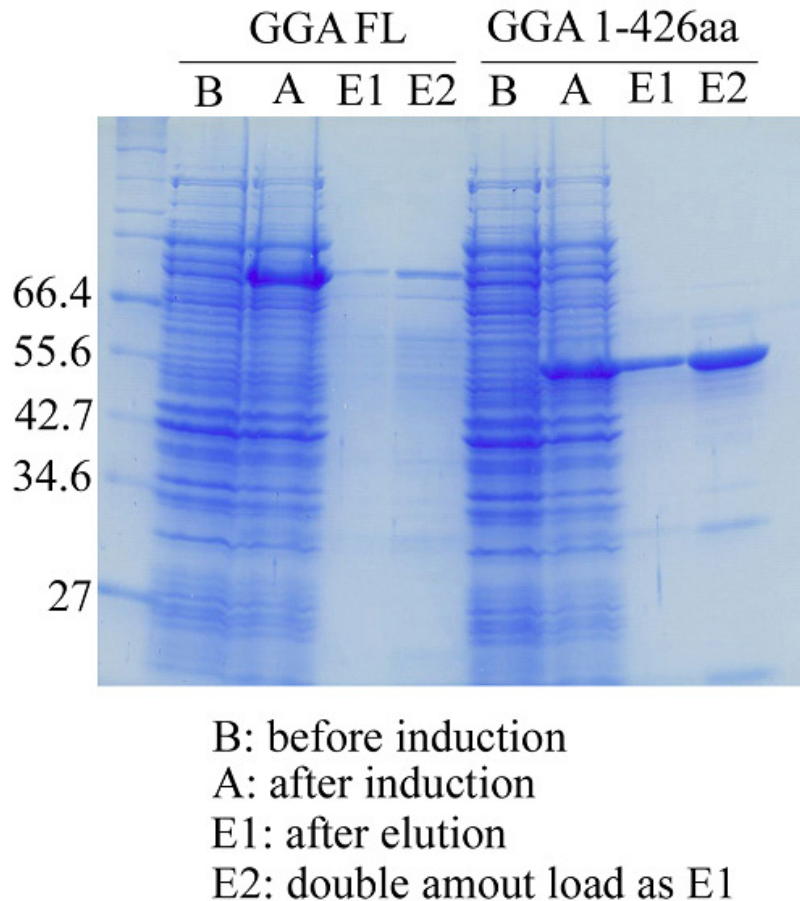 GGA FL GGA 1-426aa
B A E1 E2 B A E1 E2
66.4
55.6
42.7
34.6
27
B: before induction
A: after induction
E1: after elution
E2: double amout load as E1